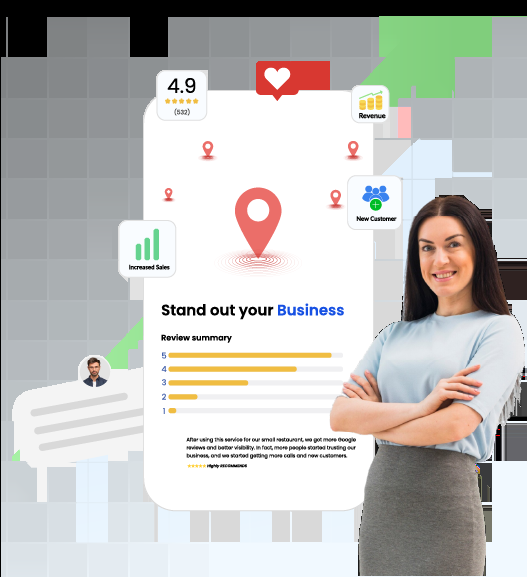 4.9
(532)
Revenue
New Customer
Increased Sales
Stand out your Business
Review summary
5
4
3
2
1
After using this service for our small restaurant, we got more Google
reviews and better visibility. In fact, more people started trusting our
business, and we started getting more calls and new customers.
Highly RECOMMENDS